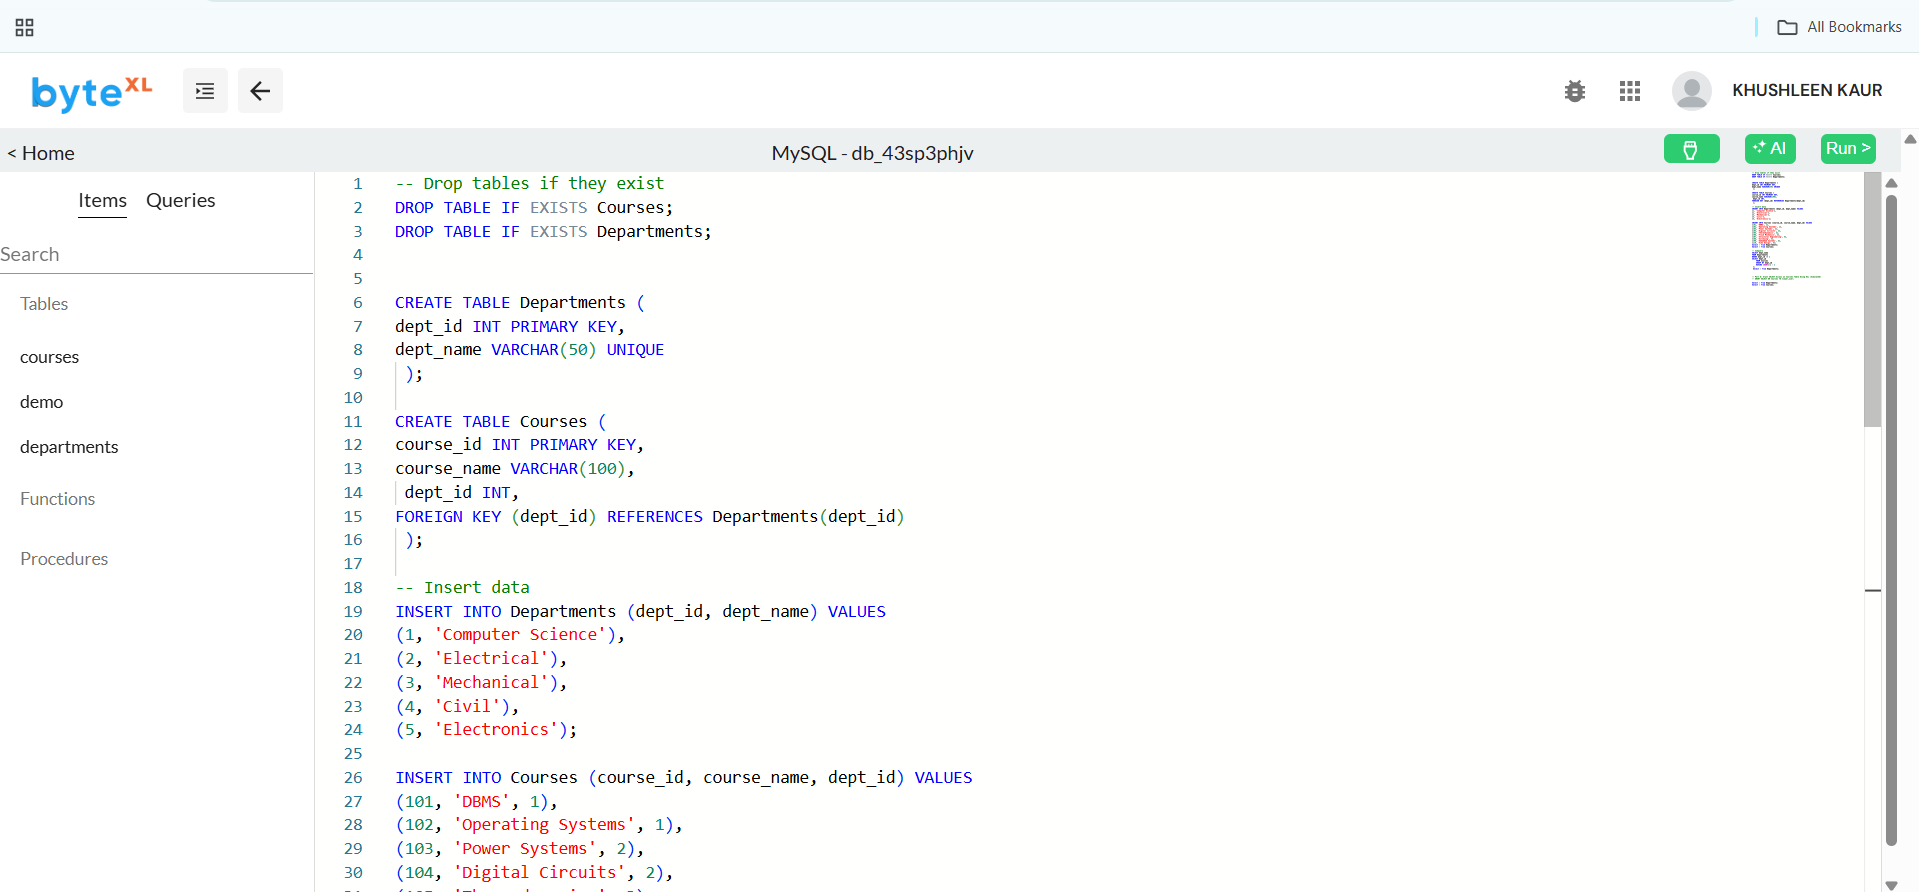 All Bookmarks
byteXL
KHUSHLEEN KAUR
< Home
MySQL - db_43sp3phjv
AI
Run >
Items
Queries
Search
Tables
courses
demo
departments
Functions
Procedures
1 -- Drop tables if they exist
2 DROP TABLE IF EXISTS Courses;
3 DROP TABLE IF EXISTS Departments;
4
5
6 CREATE TABLE Departments (
7 dept_id INT PRIMARY KEY,
8 dept_name VARCHAR(50) UNIQUE
9 );
10
11 CREATE TABLE Courses (
12 course_id INT PRIMARY KEY,
13 course_name VARCHAR(100),
14 dept_id INT,
15 FOREIGN KEY (dept_id) REFERENCES Departments(dept_id)
16 );
17
18 -- Insert data
19 INSERT INTO Departments (dept_id, dept_name) VALUES
20 (1, 'Computer Science'),
21 (2, 'Electrical'),
22 (3, 'Mechanical'),
23 (4, 'Civil'),
24 (5, 'Electronics');
25
26 INSERT INTO Courses (course_id, course_name, dept_id) VALUES
27 (101, 'DBMS', 1),
28 (102, 'Operating Systems', 1),
29 (103, 'Power Systems', 2),
30 (104, 'Digital Circuits', 2),